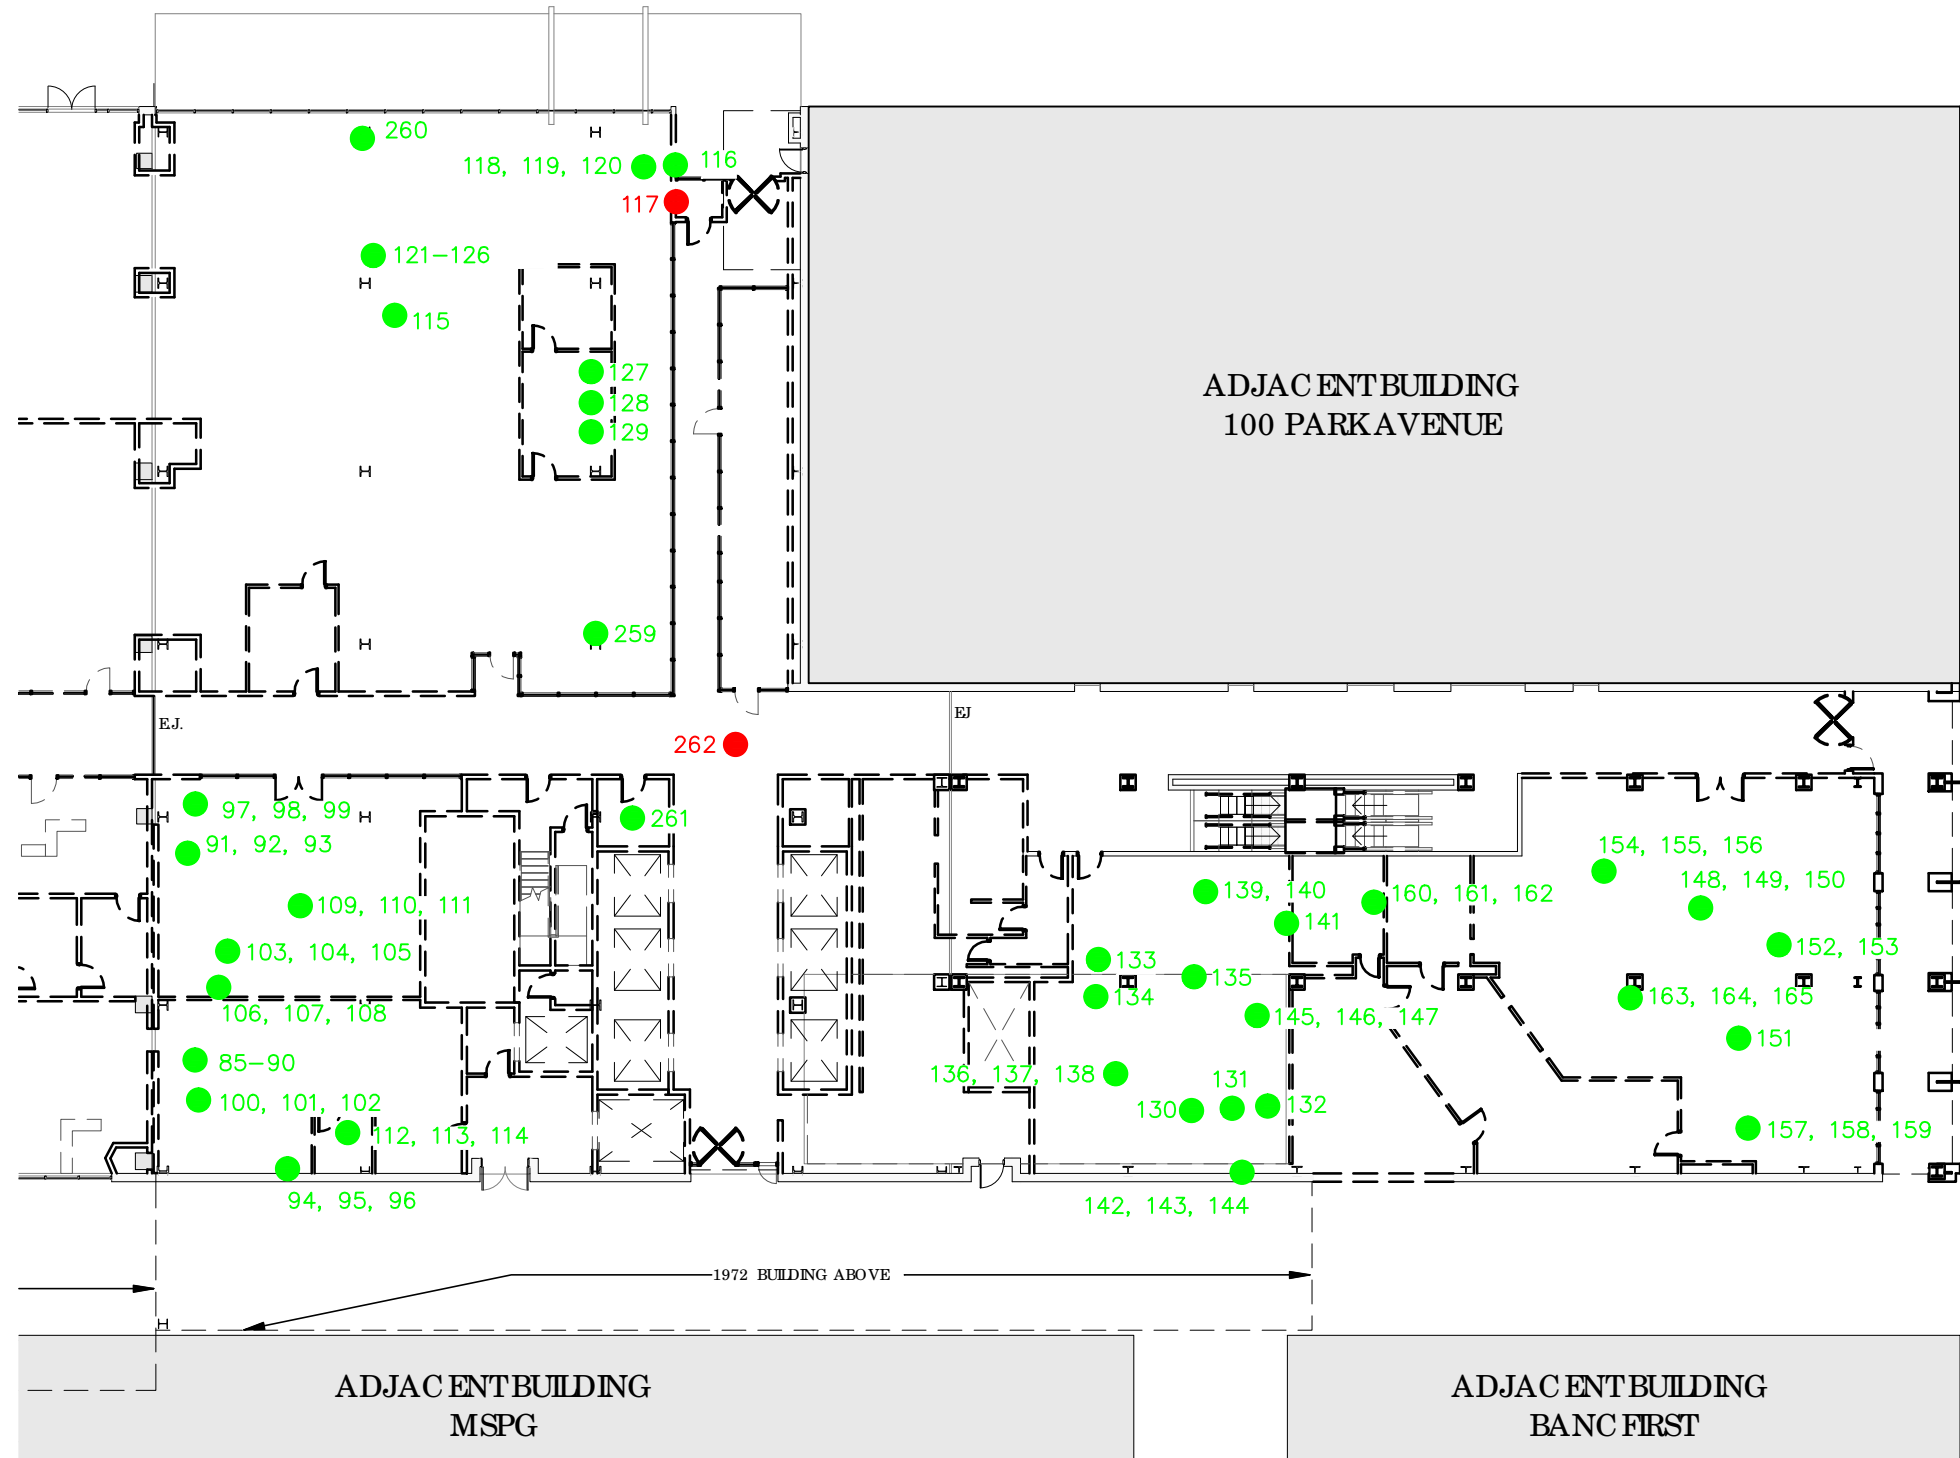 260
118, 119, 120
116
117
121-126
115
127
128
129
ADJACENT BUILDING
100 PARK AVENUE
259
EJ.
EJ
262
97, 98, 99
261
91, 92, 93
154, 155, 156
148, 149, 150
139, 140
160, 161, 162
109, 110, 111
141
103, 104, 105
152, 153
133
135
134
163, 164, 165
106, 107, 108
145, 146, 147
151
85-90
136, 137, 138
131
100, 101, 102
130
132
112, 113, 114
157, 158, 159
94, 95, 96
142, 143, 144
1972 BUILDING ABOVE
ADJACENT BUILDING
MSPG
ADJACENT BUILDING
BANCFIRST